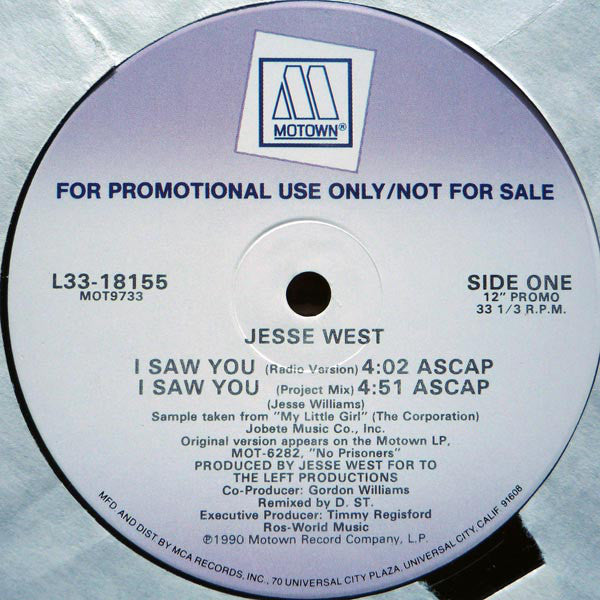 MOTOWN®
FOR PROMOTIONAL USE ONLY/NOT FOR SALE
L33-18155
MOT9733
SIDE ONE
12" PROMO
33 1/3 R.P.M.
JESSE WEST
I SAW YOU (Radio Version) 4:02 ASCAP
I SAW YOU (Project Mix) 4:51 ASCAP
(Jesse Williams)
Sample taken from "My Little Girl" (The Corporation)
Jobete Music Co., Inc.
Original version appears on the Motown LP,
MOT-6282, "No Prisoners"
PRODUCED BY JESSE WEST FOR TO
THE LEFT PRODUCTIONS
Co-Producer: Gordon Williams
Remixed by D. ST.
Executive Producer: Timmy Regisford
Ros-World Music
℗1990 Motown Record Company, L.P.
MFD. AND DIST BY MCA RECORDS, INC., 70 UNIVERSAL CITY PLAZA, UNIVERSAL CITY, CALIF. 91608